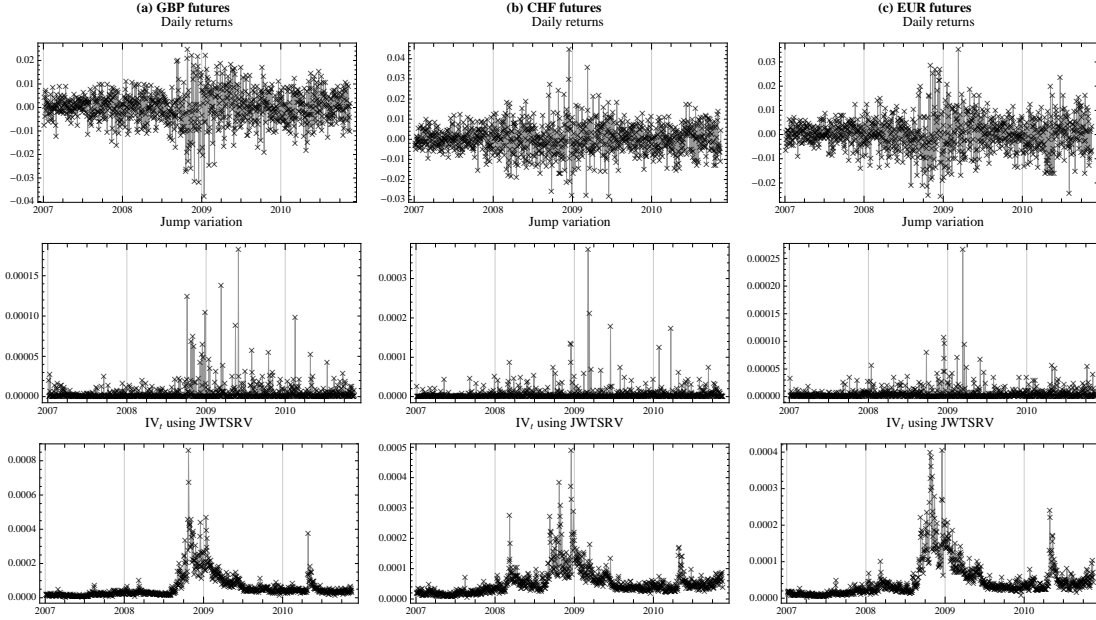 (a) GBP futures
Daily returns
0.02
0.01
0.00
−0.01
−0.02
−0.03
−0.04
2007 2008 2009 2010
Jump variation
0.00015
0.00010
0.00005
0.00000
2007 2008 2009 2010
IVt using JWTSRV
0.0008
0.0006
0.0004
0.0002
0.0000
2007 2008 2009 2010
(b) CHF futures
Daily returns
0.04
0.03
0.02
0.01
0.00
−0.01
−0.02
−0.03
2007 2008 2009 2010
Jump variation
0.0003
0.0002
0.0001
0.0000
2007 2008 2009 2010
IVt using JWTSRV
0.0005
0.0004
0.0003
0.0002
0.0001
0.0000
2007 2008 2009 2010
(c) EUR futures
Daily returns
0.03
0.02
0.01
0.00
−0.01
−0.02
2007 2008 2009 2010
Jump variation
0.00025
0.00020
0.00015
0.00010
0.00005
0.00000
2007 2008 2009 2010
IVt using JWTSRV
0.0004
0.0003
0.0002
0.0001
0.0000
2007 2008 2009 2010